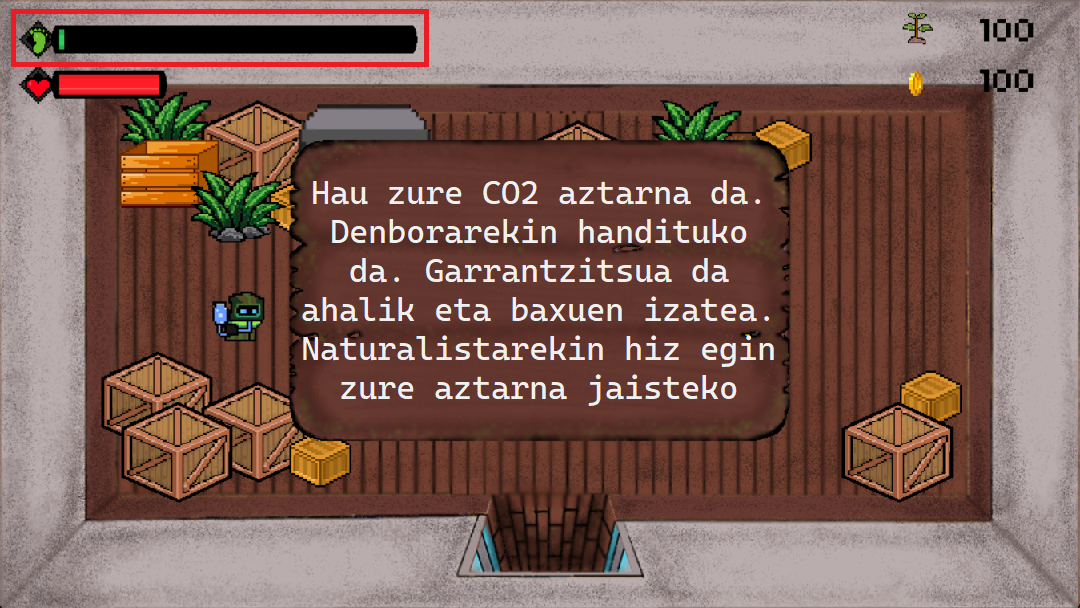 100
100
Hau zure CO2 aztarna da.
Denborarekin handituko
da. Garrantzitsua da
ahalik eta baxuen izatea.
Naturalistarekin hiz egin
zure aztarna jaisteko